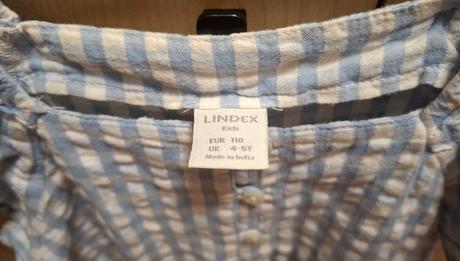 LINDEX
Kids
EUR 110
UK 4-5Y
Made in India